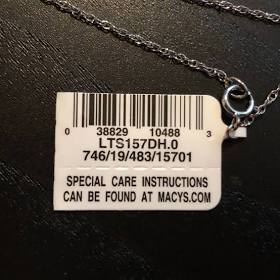 0 38829 10488 3
LTS157DH.0
746/19/483/15701
SPECIAL CARE INSTRUCTIONS
CAN BE FOUND AT MACYS.COM